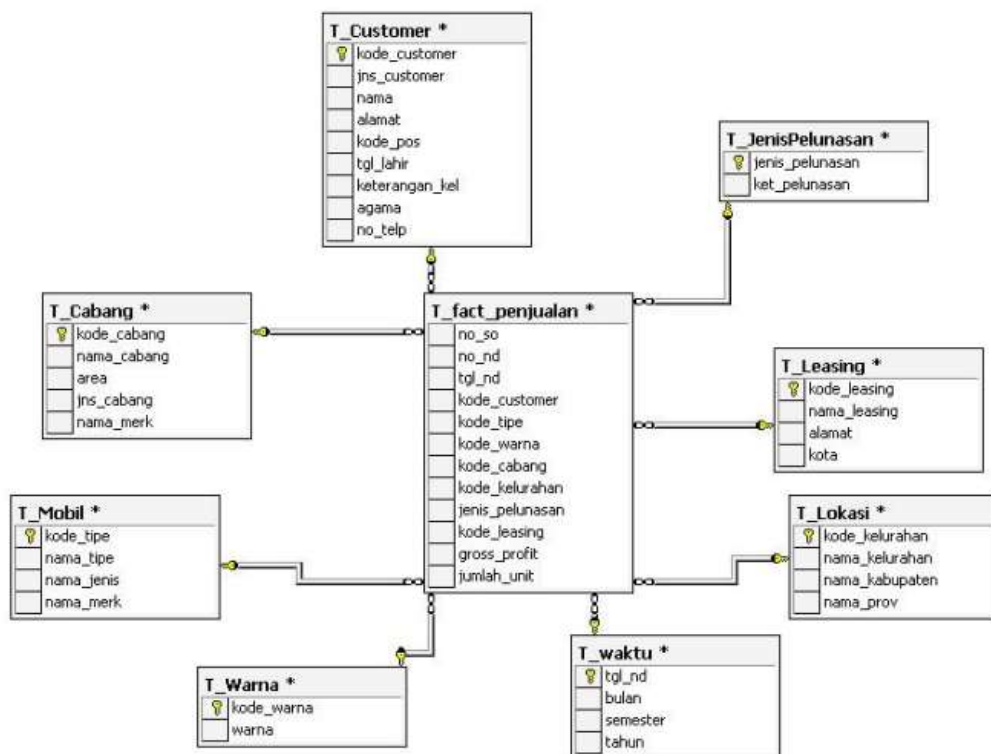 T_Customer *
kode_customer
jns_customer
nama
alamat
kode_pos
tgl_lahir
keterangan_kel
agama
no_telp
T_JenisPelunasan *
jenis_pelunasan
ket_pelunasan
T_Cabang *
kode_cabang
nama_cabang
area
jns_cabang
nama_merk
T_fact_penjualan *
no_so
no_nd
tgl_nd
kode_customer
kode_tipe
kode_warna
kode_cabang
kode_kelurahan
jenis_pelunasan
kode_leasing
gross_profit
jumlah_unit
T_Leasing *
kode_leasing
nama_leasing
alamat
kota
T_Mobil *
kode_tipe
nama_tipe
nama_jenis
nama_merk
T_Lokasi *
kode_kelurahan
nama_kelurahan
nama_kabupaten
nama_prov
T_Warna *
kode_warna
warna
T_waktu *
tgl_nd
bulan
semester
tahun